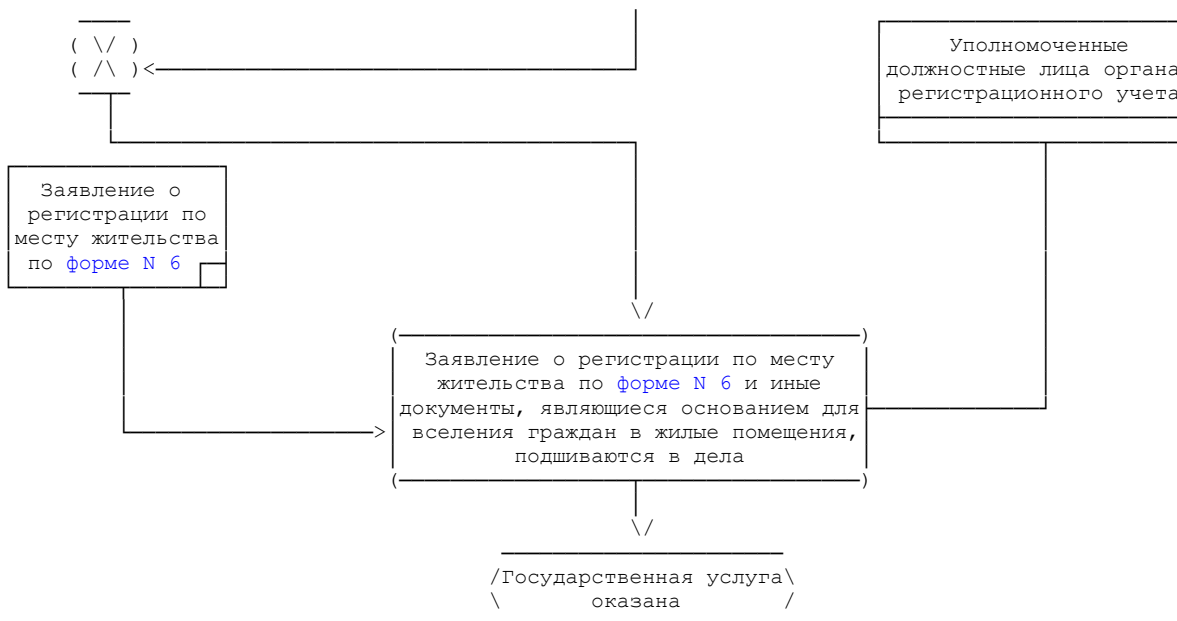 Уполномоченные
должностные лица органа
регистрационного учета
Заявление о
регистрации по
месту жительства
по форме N 6
Заявление о регистрации по месту
жительства по форме N 6 и иные
документы, являющиеся основанием для
вселения граждан в жилые помещения,
подшиваются в дела
Государственная услуга
оказана